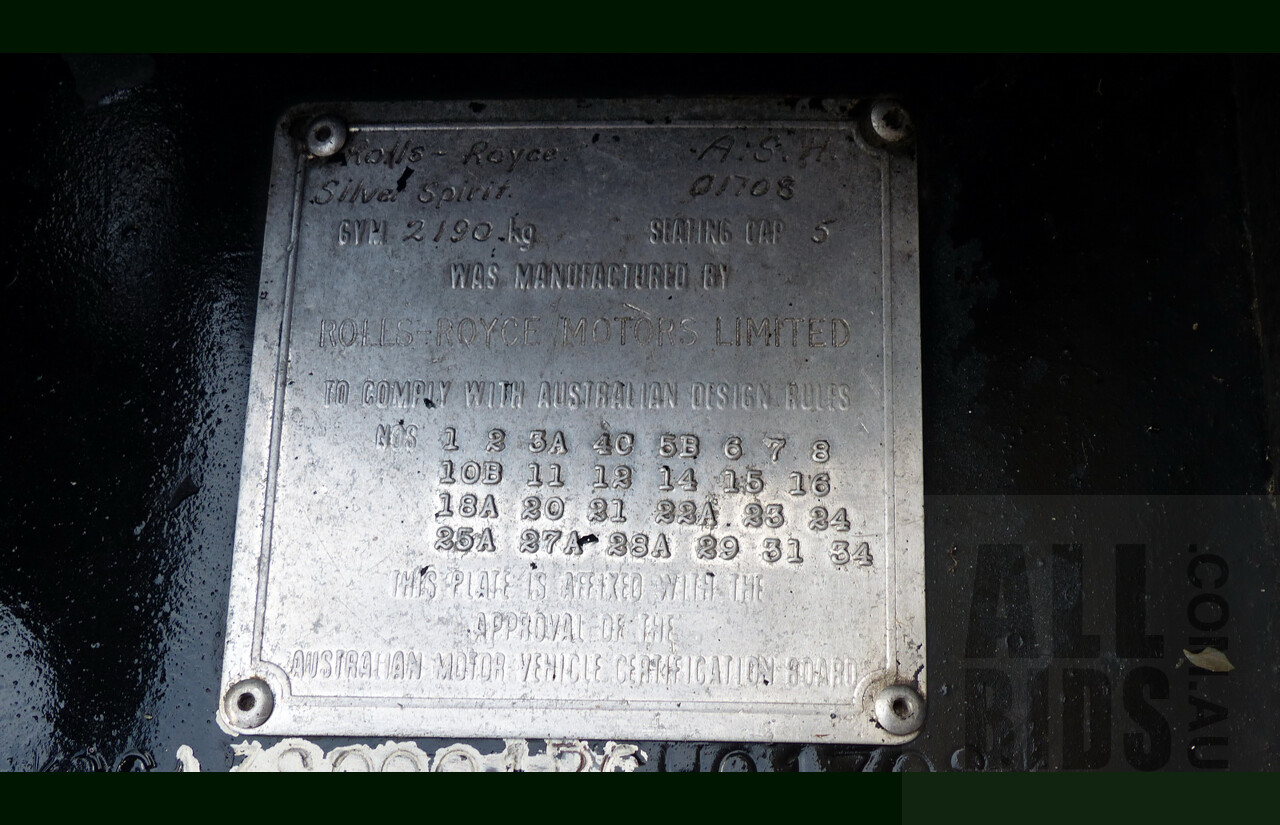 Rolls-Royce. A.S.H.
Silver Spirit. 01708
GVM 2190 kg SEATING CAP 5
WAS MANUFACTURED BY
ROLLS-ROYCE MOTORS LIMITED
TO COMPLY WITH AUSTRALIAN DESIGN RULES
NOS 1 2 3A 4C 5B 6 7 8
10B 11 12 14 15 16
18A 20 21 22A 23 24
25A 27A 28A 29 31 34
THIS PLATE IS AFFIXED WITH THE
APPROVAL OF THE
AUSTRALIAN MOTOR VEHICLE CERTIFICATION BOARD
ALL
BIDS
.COM.AU